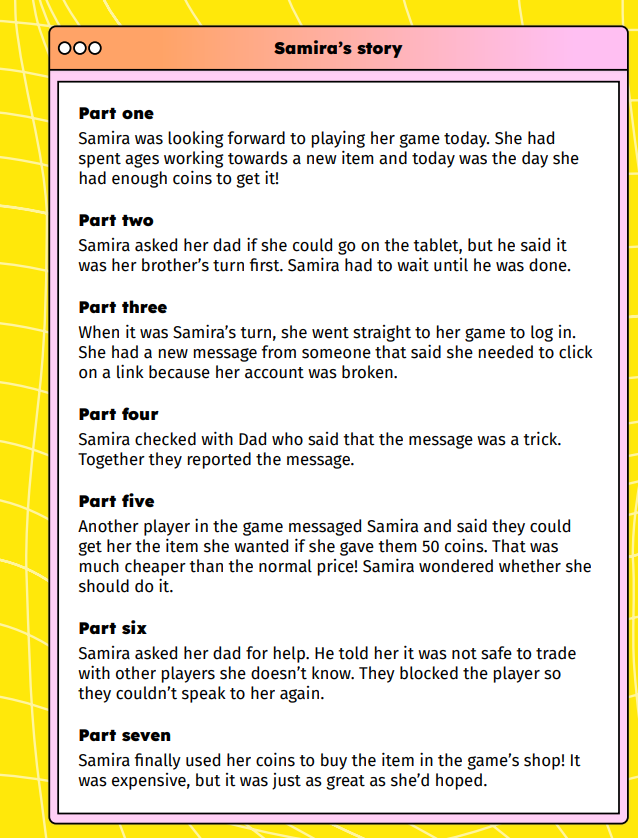 Samira's story
Part one
Samira was looking forward to playing her game today. She had
spent ages working towards a new item and today was the day she
had enough coins to get it!
Part two
Samira asked her dad if she could go on the tablet, but he said it
was her brother's turn first. Samira had to wait until he was done.
Part three
When it was Samira's turn, she went straight to her game to log in.
She had a new message from someone that said she needed to click
on a link because her account was broken.
Part four
Samira checked with Dad who said that the message was a trick.
Together they reported the message.
Part five
Another player in the game messaged Samira and said they could
get her the item she wanted if she gave them 50 coins. That was
much cheaper than the normal price! Samira wondered whether she
should do it.
Part six
Samira asked her dad for help. He told her it was not safe to trade
with other players she doesn't know. They blocked the player so
they couldn't speak to her again.
Part seven
Samira finally used her coins to buy the item in the game's shop! It
was expensive, but it was just as great as she'd hoped.